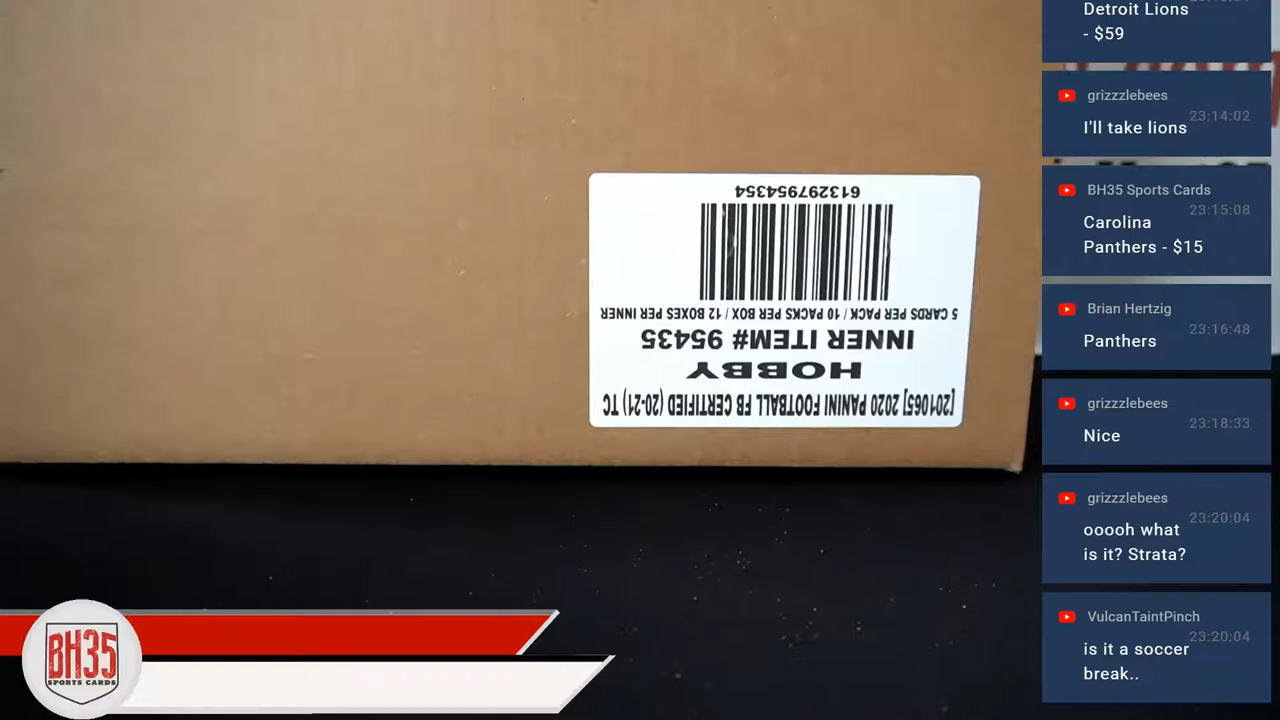 [201065] 2020 PANINI FOOTBALL FB CERTIFIED (20-21) TC
HOBBY
INNER ITEM# 95435
5 CARDS PER PACK / 10 PACKS PER BOX / 12 BOXES PER INNER
613297954354
Detroit Lions
- $59
grizzzlebees
23:14:02
I'll take lions
BH35 Sports Cards
23:15:08
Carolina
Panthers - $15
Brian Hertzig
23:16:48
Panthers
grizzzlebees
23:18:33
Nice
grizzzlebees
23:20:04
ooooh what
is it? Strata?
VulcanTaintPinch
23:20:04
is it a soccer
break..
BH35
SPORTS CARDS